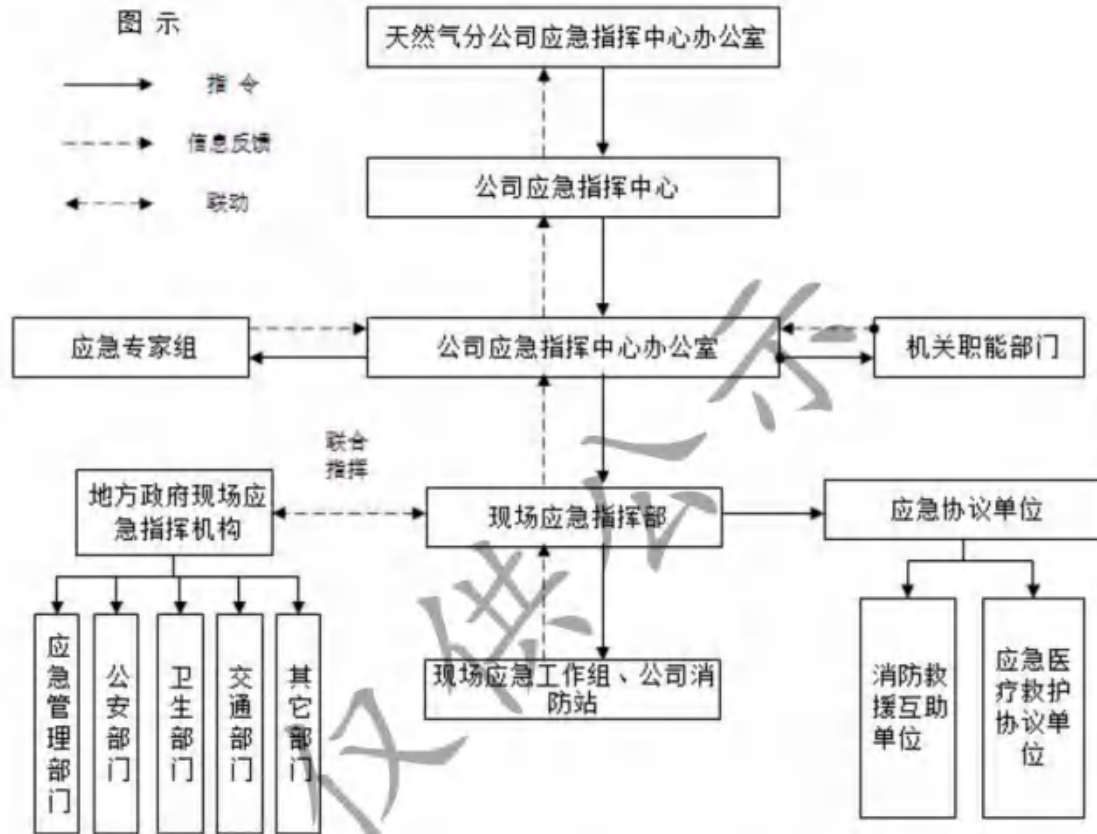 图示
指令
信息反馈
联动
天然气分公司应急指挥中心办公室
公司应急指挥中心
应急专家组
公司应急指挥中心办公室
机关职能部门
联合
指挥
地方政府现场应
急指挥机构
现场应急指挥部
应急协议单位
应急管理部门
公安部门
卫生部门
交通部门
其它部门
现场应急工作组、公司消
防站
消防救
援互助
单位
应急医
疗救护
协议单位
仅供公示